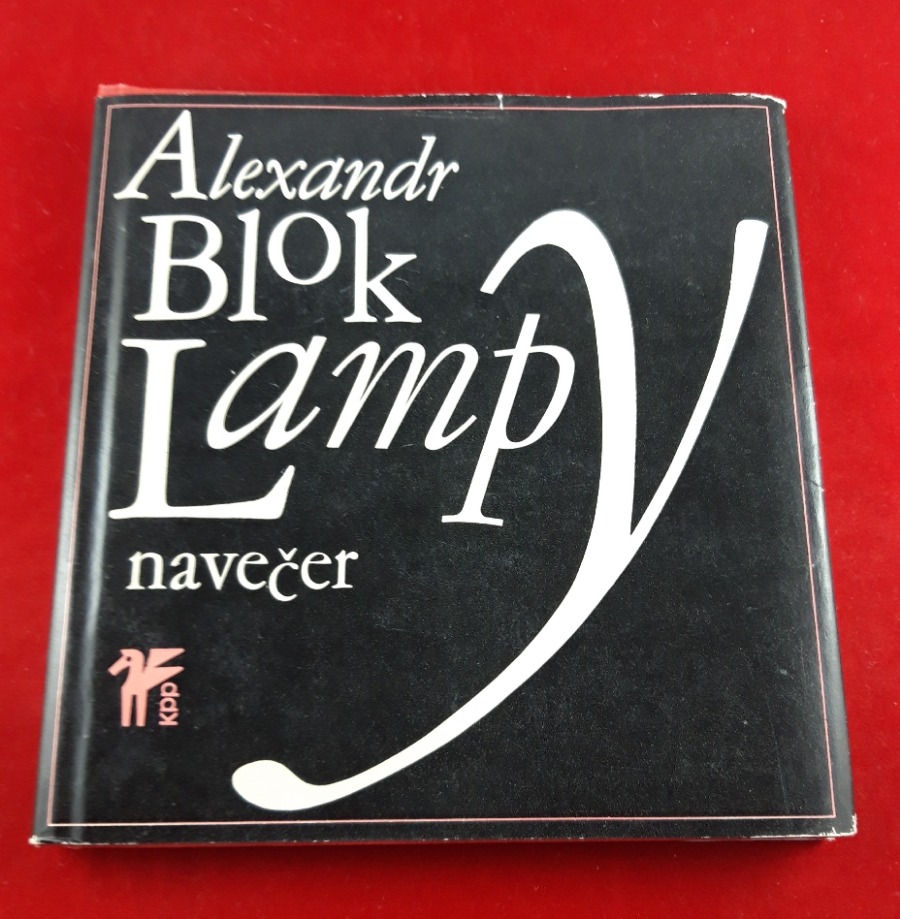 Alexandr
Blok
Lampy
navečer
kpp